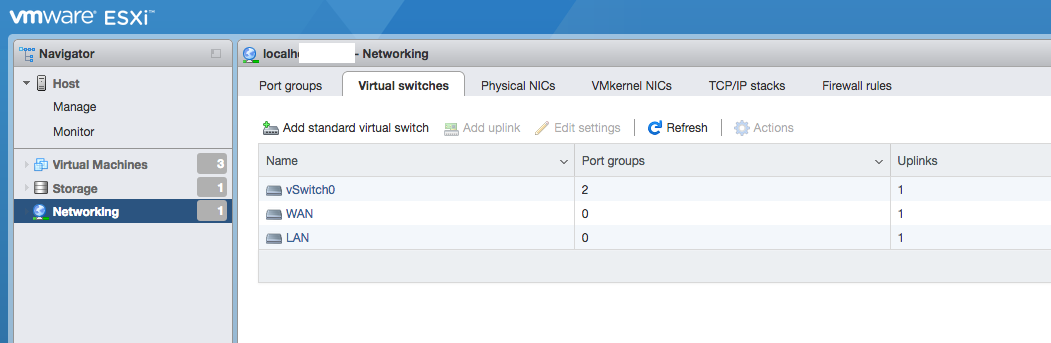 vmware ESXi™
Navigator
localh - Networking
Host
Manage
Monitor
Virtual Machines 3
Storage 1
Networking 1
Port groups Virtual switches Physical NICs VMkernel NICs TCP/IP stacks Firewall rules
Add standard virtual switch Add uplink Edit settings Refresh Actions
Name Port groups Uplinks
vSwitch0 2 1
WAN 0 1
LAN 0 1